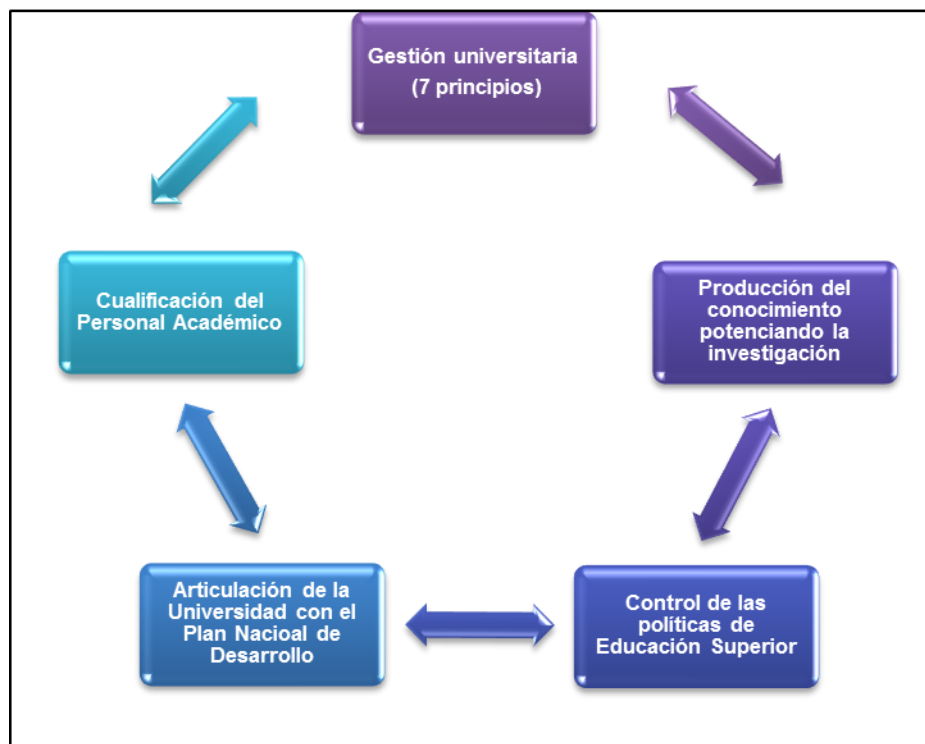 Gestión universitaria
(7 principios)
Cualificación del
Personal Académico
Producción del
conocimiento
potenciando la
investigación
Articulación de la
Universidad con el
Plan Nacioal de
Desarrollo
Control de las
políticas de
Educación Superior